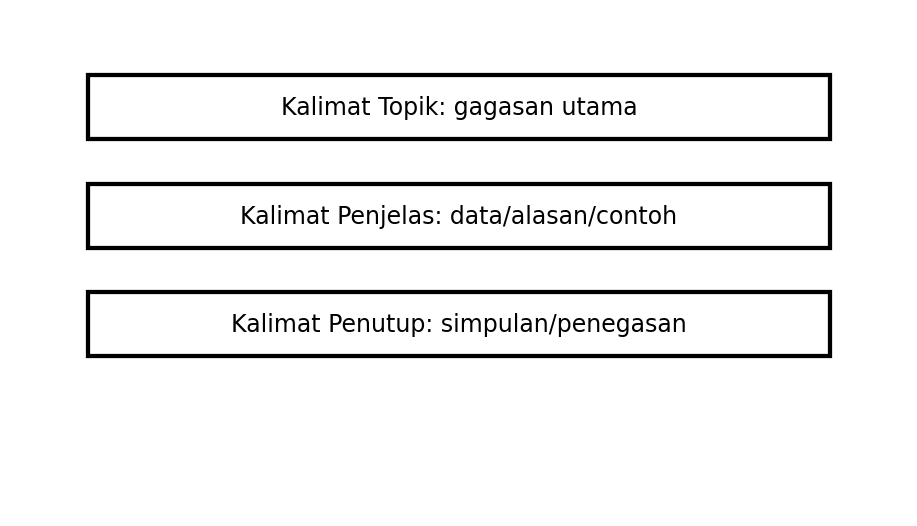 Kalimat Topik: gagasan utama
Kalimat Penjelas: data/alasan/contoh
Kalimat Penutup: simpulan/penegasan